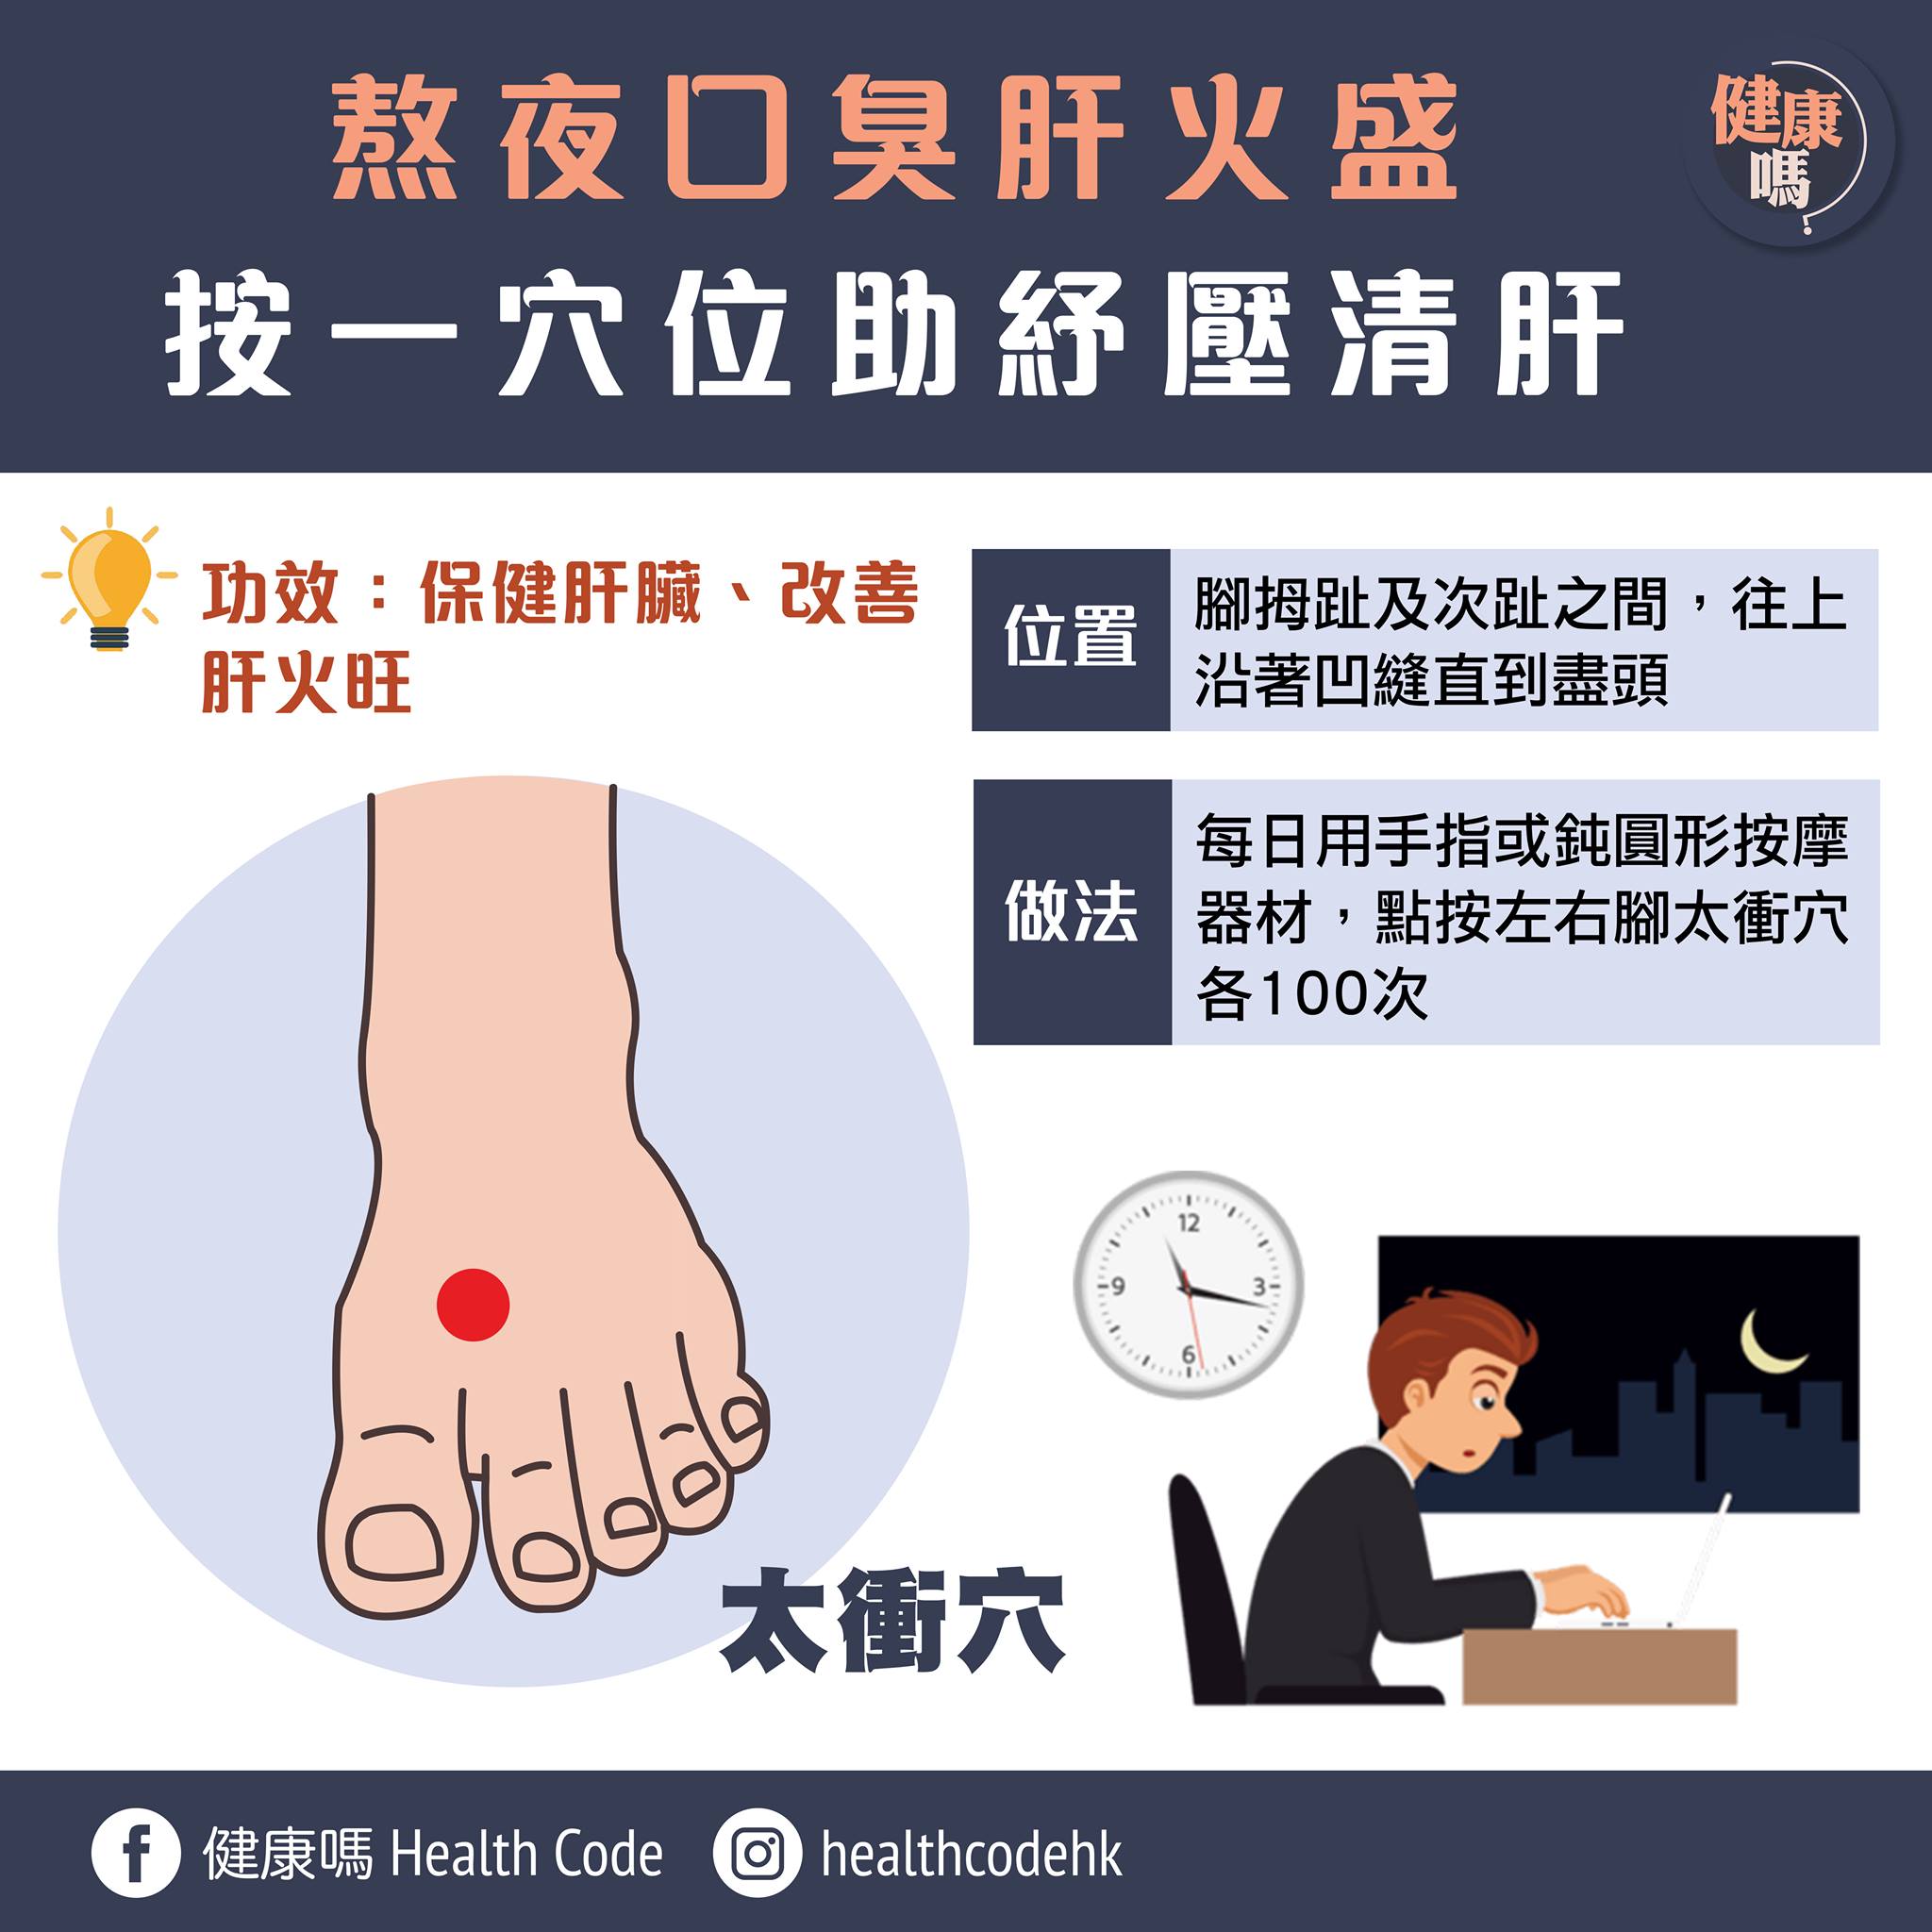 熬夜口臭肝火盛
健康
嗎?
按一穴位助紓壓清肝
功效：保健肝臟、改善
肝火旺
位置
腳拇趾及次趾之間，往上
沿著凹縫直到盡頭
做法
每日用手指或鈍圓形按摩
器材，點按左右腳太衝穴
各100次
12
9
3
6
太衝穴
健康嗎 Health Code
healthcodehk